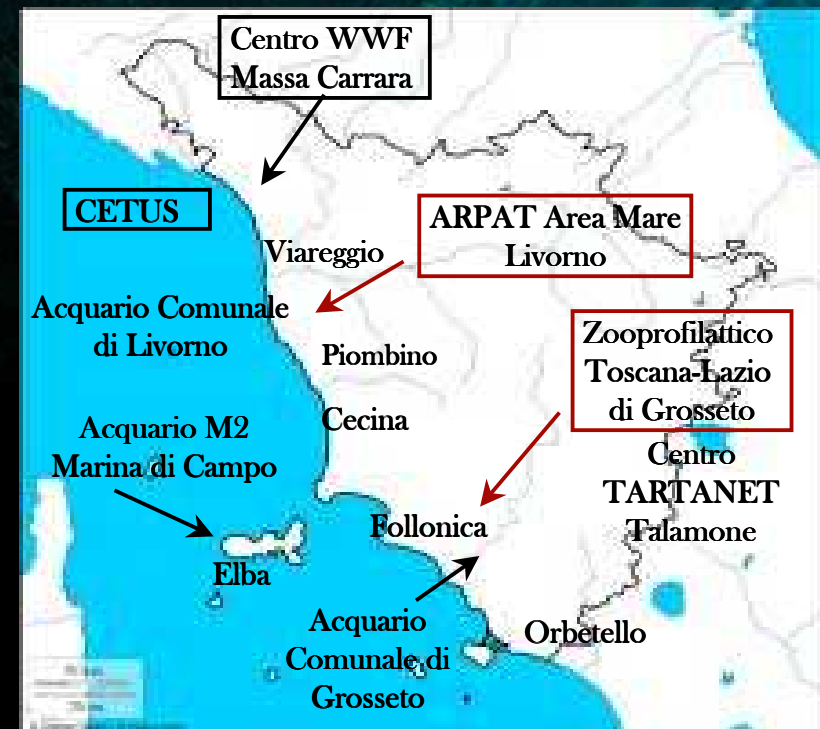 Centro WWF
Massa Carrara
CETUS
ARPAT Area Mare
Livorno
Viareggio
Acquario Comunale
di Livorno
Zooprofilattico
Toscana-Lazio
di Grosseto
Piombino
Cecina
Acquario M2
Marina di Campo
Centro
TARTANET
Talamone
Follonica
Elba
Acquario
Comunale di
Grosseto
Orbetello